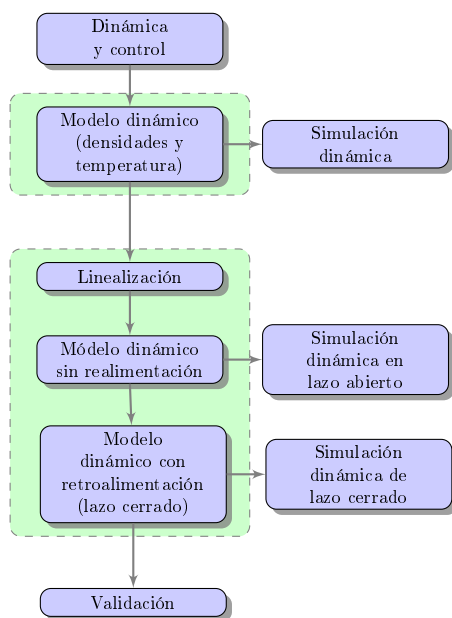 Dinámica
y control
Modelo dinámico
(densidades y
temperatura)
Simulación
dinámica
Linealización
Módelo dinámico
sin realimentación
Simulación
dinámica en
lazo abierto
Modelo
dinámico con
retroalimentación
(lazo cerrado)
Simulación
dinámica de
lazo cerrado
Validación